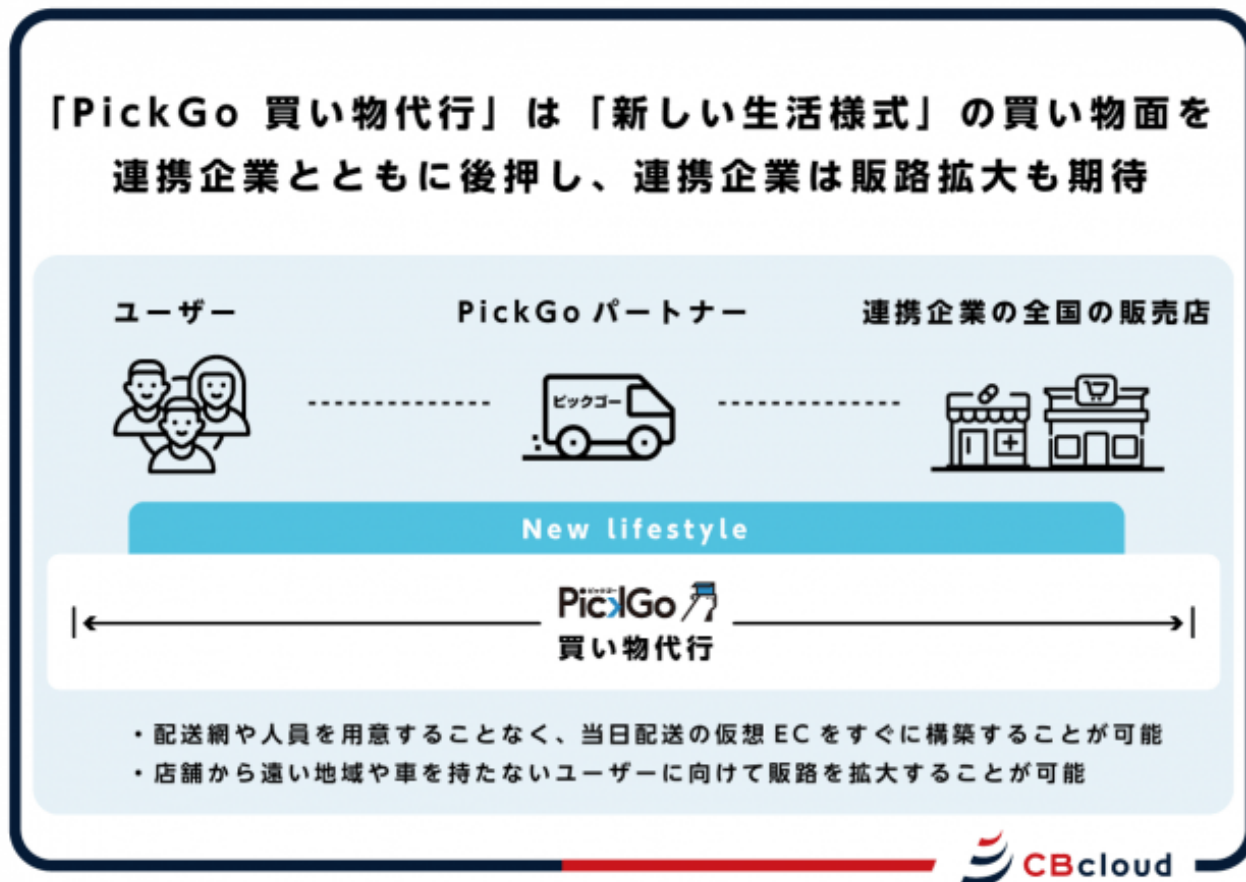 「PickGo 買い物代行」は「新しい生活様式」の買い物面を
連携企業とともに後押し、連携企業は販路拡大も期待
ユーザー
PickGo パートナー
連携企業の全国の販売店
ピックゴー
New lifestyle
ピックゴー
PickGo
買い物代行
・配送網や人員を用意することなく、当日配送の仮想 EC をすぐに構築することが可能
・店舗から遠い地域や車を持たないユーザーに向けて販路を拡大することが可能
CBcloud